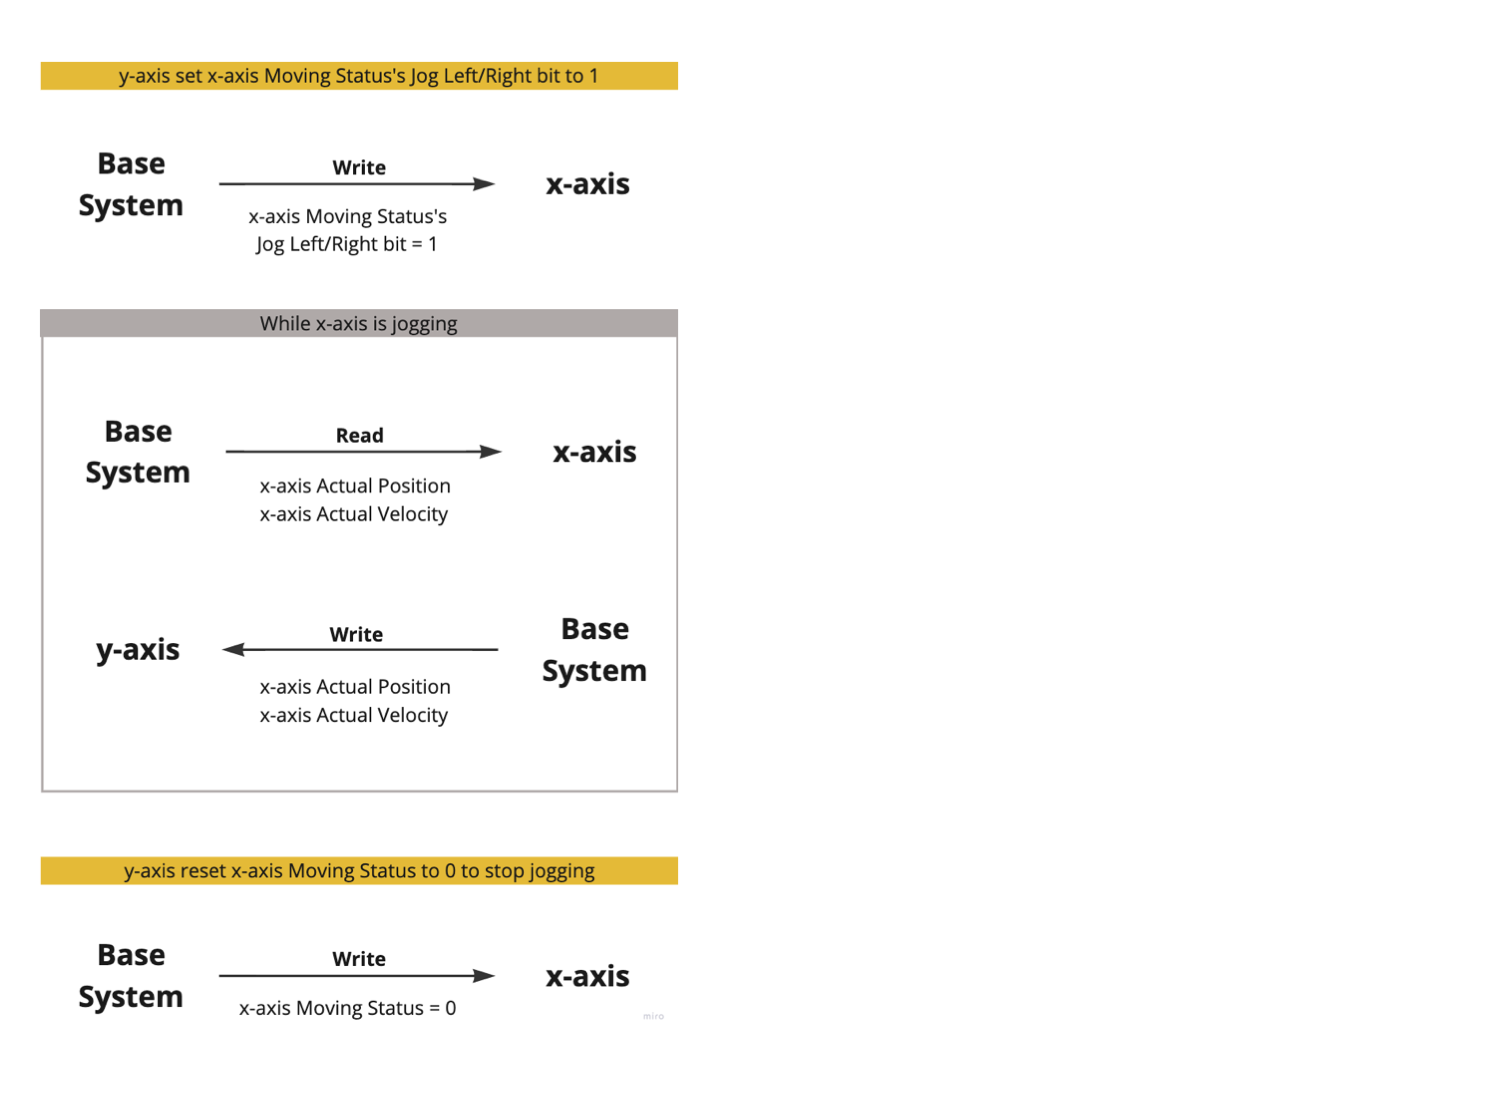 y-axis set x-axis Moving Status's Jog Left/Right bit to 1
Base
System
Write
x-axis
x-axis Moving Status's
Jog Left/Right bit = 1
While x-axis is jogging
Base
System
Read
x-axis
x-axis Actual Position
x-axis Actual Velocity
y-axis
Write
Base
System
x-axis Actual Position
x-axis Actual Velocity
y-axis reset x-axis Moving Status to 0 to stop jogging
Base
System
Write
x-axis
x-axis Moving Status = 0
miro